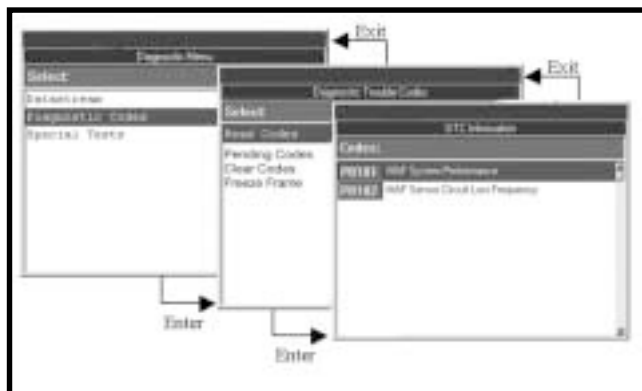 Exit
Diagnostic Menu
Select:
Datastream
Diagnostic Codes
Special Tests
Enter
Exit
Diagnostic Trouble Codes
Select:
Read Codes
Pending Codes
Clear Codes
Freeze Frame
Enter
DTC Information
Codes:
P0101 MAF System Performance
P0102 MAF Sensor Circuit Low Frequency